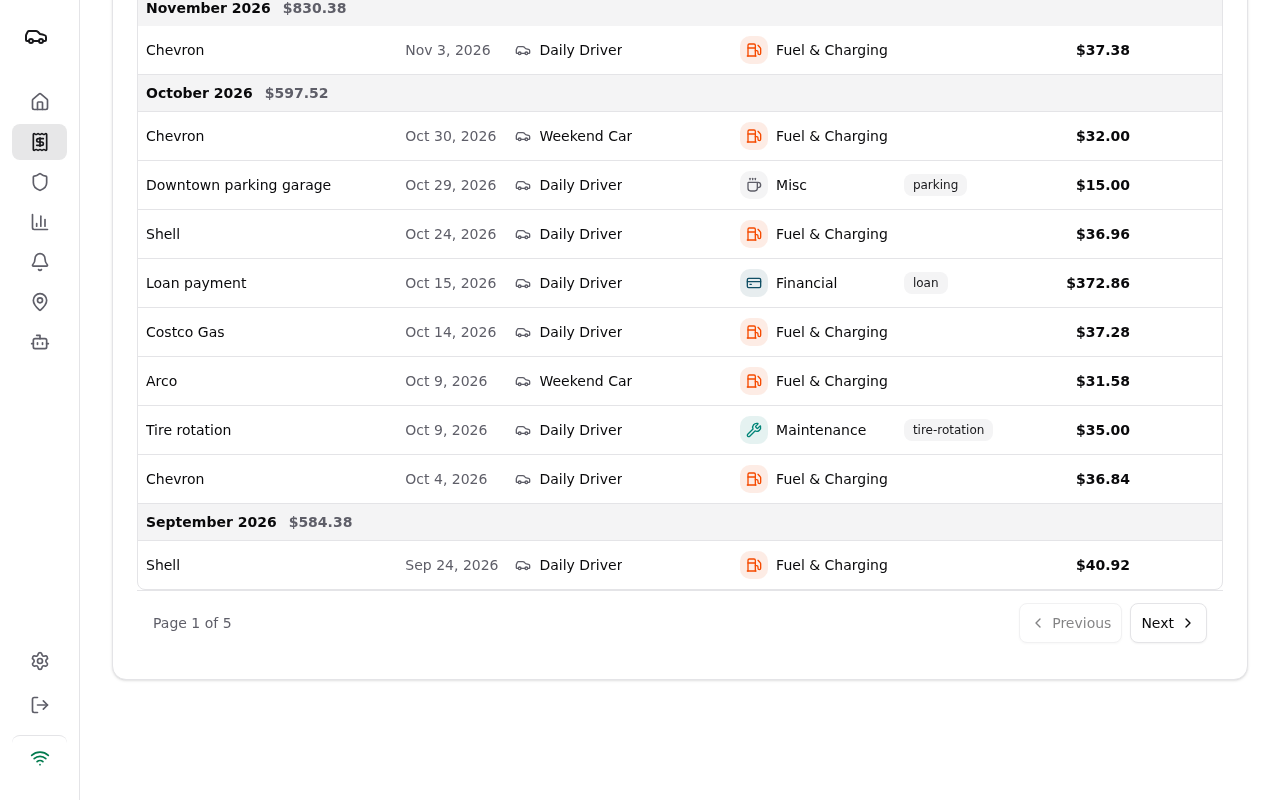 November 2026 $830.38
Chevron Nov 3, 2026 Daily Driver Fuel & Charging $37.38
October 2026 $597.52
Chevron Oct 30, 2026 Weekend Car Fuel & Charging $32.00
Downtown parking garage Oct 29, 2026 Daily Driver Misc parking $15.00
Shell Oct 24, 2026 Daily Driver Fuel & Charging $36.96
Loan payment Oct 15, 2026 Daily Driver Financial loan $372.86
Costco Gas Oct 14, 2026 Daily Driver Fuel & Charging $37.28
Arco Oct 9, 2026 Weekend Car Fuel & Charging $31.58
Tire rotation Oct 9, 2026 Daily Driver Maintenance tire-rotation $35.00
Chevron Oct 4, 2026 Daily Driver Fuel & Charging $36.84
September 2026 $584.38
Shell Sep 24, 2026 Daily Driver Fuel & Charging $40.92
Page 1 of 5 Previous Next